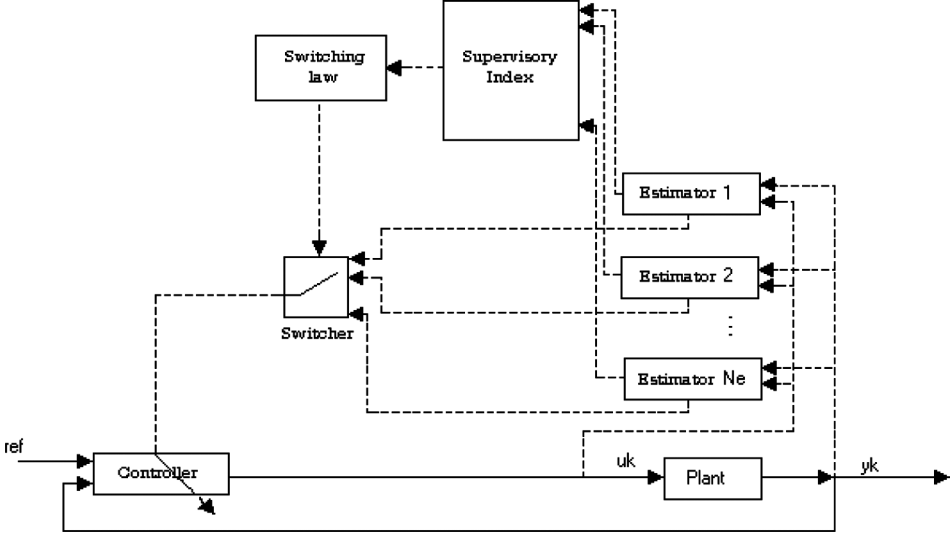 Switching
law
Supervisory
Index
Estimator 1
Estimator 2
Switcher
Estimator Ne
ref
Controller
uk
Plant
yk